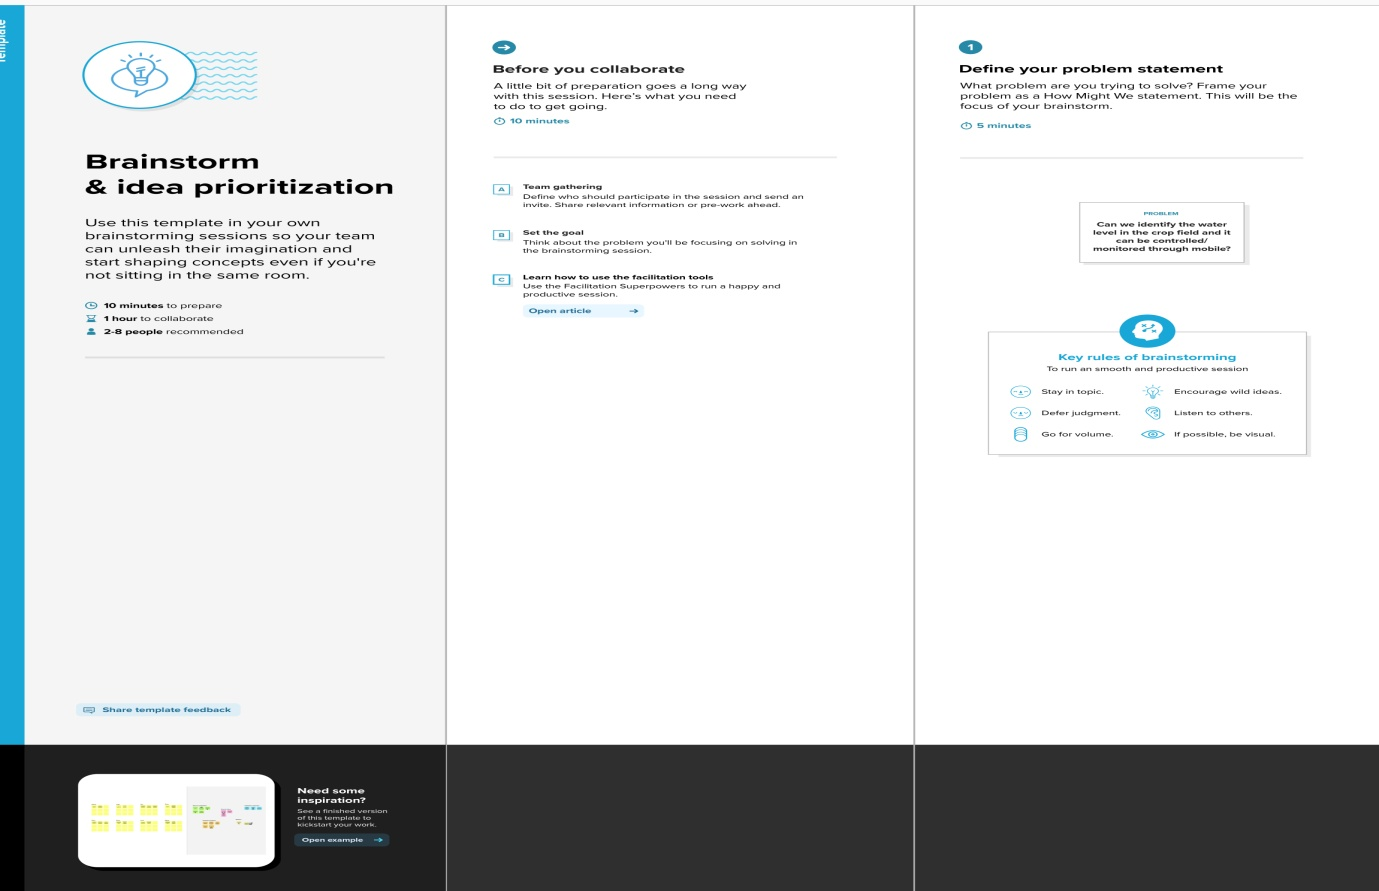 Template
Brainstorm
& idea prioritization
Use this template in your own
brainstorming sessions so your team
can unleash their imagination and
start shaping concepts even if you're
not sitting in the same room.
10 minutes to prepare
1 hour to collaborate
2-8 people recommended
Share template feedback
Need some
inspiration?
See a finished version
of this template to
kickstart your work.
Open example
Before you collaborate
A little bit of preparation goes a long way
with this session. Here's what you need
to do to get going.
10 minutes
A
Team gathering
Define who should participate in the session and send an
invite. Share relevant information or pre-work ahead.
B
Set the goal
Think about the problem you'll be focusing on solving in
the brainstorming session.
C
Learn how to use the facilitation tools
Use the Facilitation Superpowers to run a happy and
productive session.
Open article
1
Define your problem statement
What problem are you trying to solve? Frame your
problem as a How Might We statement. This will be the
focus of your brainstorm.
5 minutes
PROBLEM
Can we identify the water
level in the crop field and it
can be controlled/
monitored through mobile?
Key rules of brainstorming
To run an smooth and productive session
Stay in topic.
Encourage wild ideas.
Defer judgment.
Listen to others.
Go for volume.
If possible, be visual.